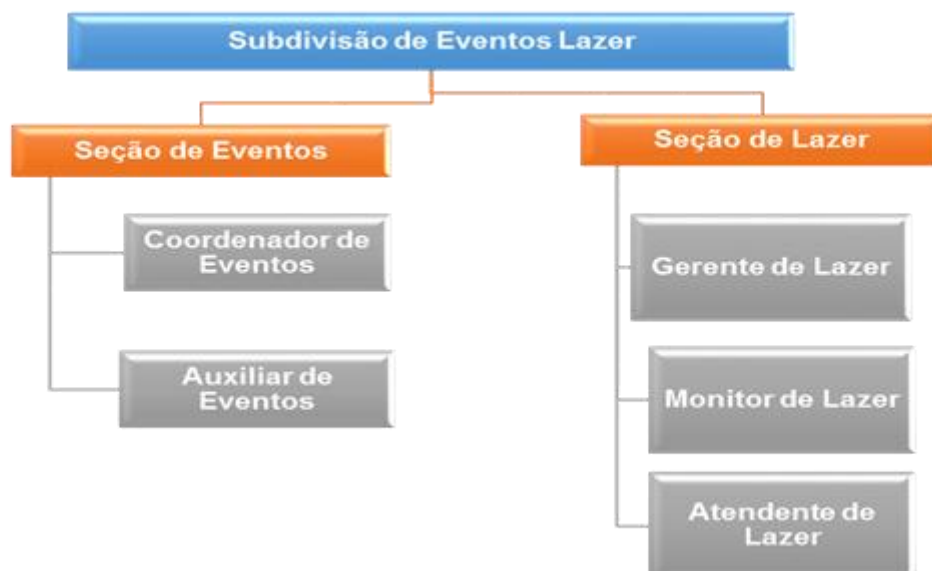 Subdivisão de Eventos Lazer
Seção de Eventos
Coordenador de
Eventos
Auxiliar de
Eventos
Seção de Lazer
Gerente de Lazer
Monitor de Lazer
Atendente de
Lazer